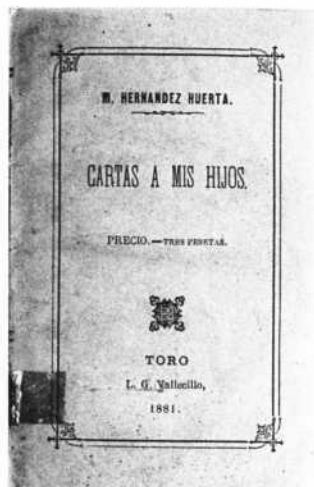 M. HERNANDEZ HUERTA.
CARTAS A MIS HIJOS.
PRECIO.—TRES PESETAS.
TORO
L. G. Vallecillo,
1881.